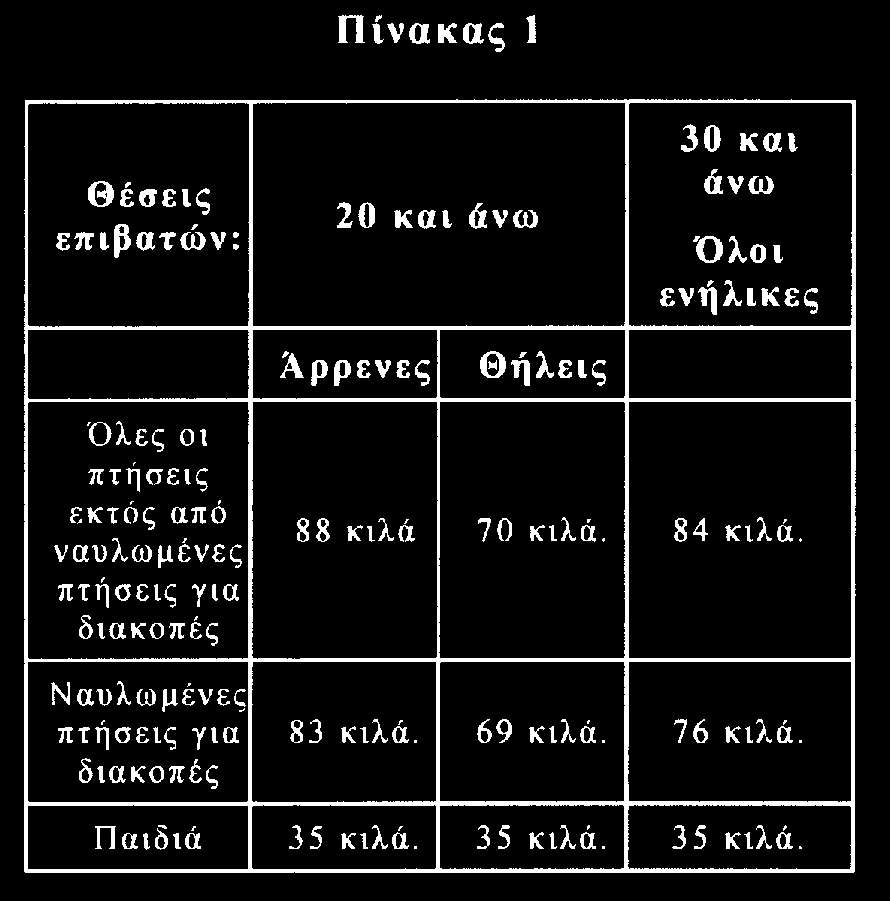 Πίνακας 1
Θέσεις
επιβατών:
20 και άνω
30 και
άνω
Όλοι
ενήλικες
Άρρενες
Θήλεις
Όλες οι
πτήσεις
εκτός από
ναυλωμένες
πτήσεις για
διακοπές
88 κιλά
70 κιλά.
84 κιλά.
Ναυλωμένες
πτήσεις για
διακοπές
83 κιλά.
69 κιλά.
76 κιλά.
Παιδιά
35 κιλά.
35 κιλά.
35 κιλά.